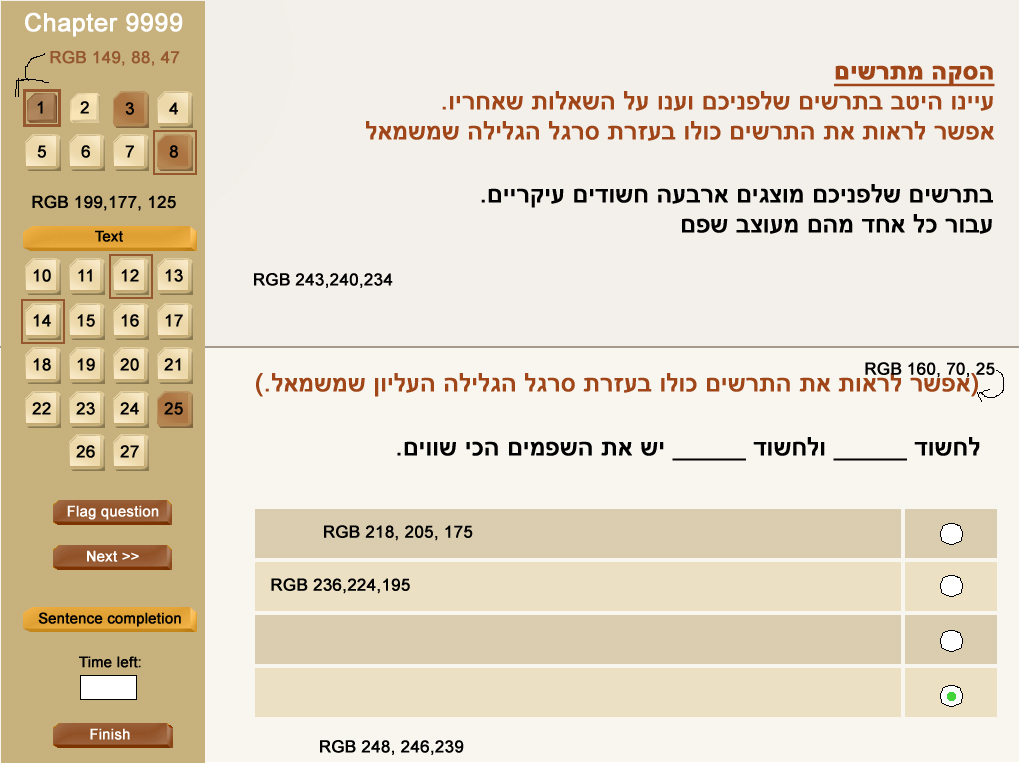 Chapter 9999
RGB 149, 88, 47
1 2 3 4
5 6 7 8
RGB 199,177, 125
Text
10 11 12 13
14 15 16 17
18 19 20 21
22 23 24 25
26 27
Flag question
Next >>
Sentence completion
Time left:
Finish
הסקה מתרשים
עיינו היטב בתרשים שלפניכם וענו על השאלות שאחריו.
אפשר לראות את התרשים כולו בעזרת סרגל הגלילה שמשמאל
בתרשים שלפניכם מוצגים ארבעה חשודים עיקריים.
עבור כל אחד מהם מעוצב שפם
RGB 243,240,234
RGB 160, 70, 25
(אפשר לראות את התרשים כולו בעזרת סרגל הגלילה העליון שמשמאל.)
לחשוד ______ ולחשוד ______ יש את השפמים הכי שווים.
RGB 218, 205, 175
RGB 236,224,195
RGB 248, 246,239